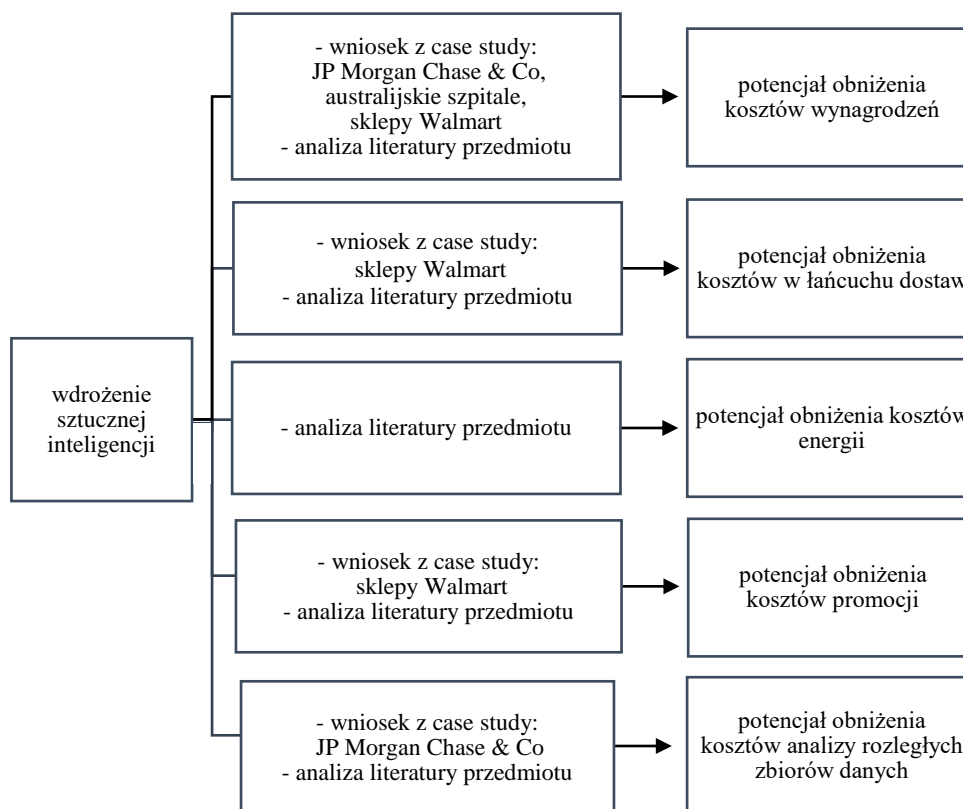 - wniosek z case study:
JP Morgan Chase & Co,
australijskie szpitale,
sklepy Walmart
- analiza literatury przedmiotu
potencjał obniżenia
kosztów wynagrodzeń
- wniosek z case study:
sklepy Walmart
- analiza literatury przedmiotu
potencjał obniżenia
kosztów w łańcuchu dostaw
wdrożenie
sztucznej
inteligencji
- analiza literatury przedmiotu
potencjał obniżenia kosztów
energii
- wniosek z case study:
sklepy Walmart
- analiza literatury przedmiotu
potencjał obniżenia
kosztów promocji
- wniosek z case study:
JP Morgan Chase & Co
- analiza literatury przedmiotu
potencjał obniżenia
kosztów analizy rozległych
zbiorów danych